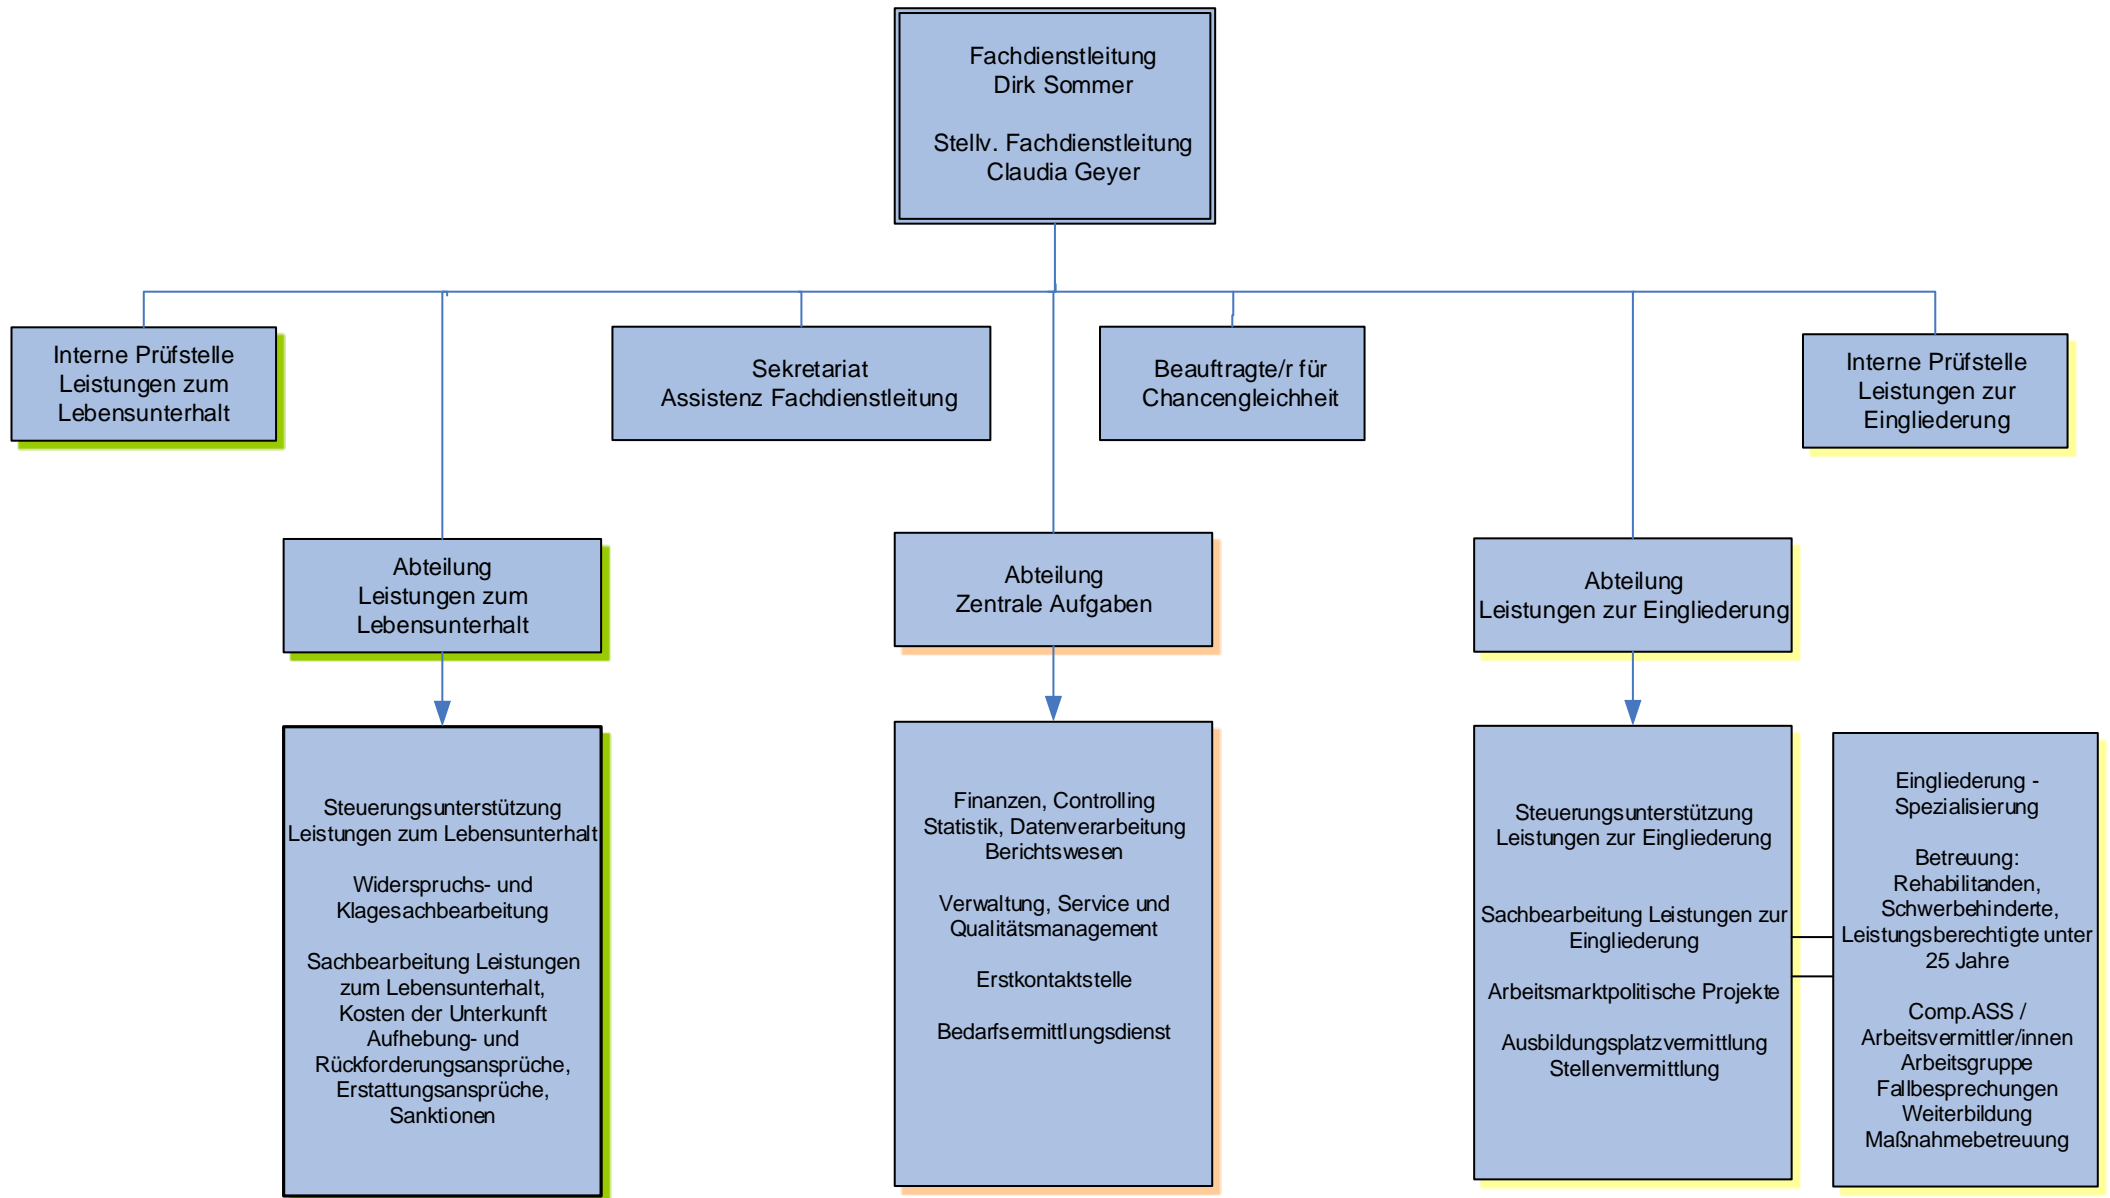 Fachdienstleitung
Dirk Sommer
Stellv. Fachdienstleitung
Claudia Geyer
Interne Prüfstelle
Leistungen zum
Lebensunterhalt
Sekretariat
Assistenz Fachdienstleitung
Beauftragte/r für
Chancengleichheit
Interne Prüfstelle
Leistungen zur
Eingliederung
Abteilung
Leistungen zum
Lebensunterhalt
Abteilung
Zentrale Aufgaben
Abteilung
Leistungen zur Eingliederung
Steuerungsunterstützung
Leistungen zum Lebensunterhalt
Widerspruchs- und
Klagesachbearbeitung
Sachbearbeitung Leistungen
zum Lebensunterhalt,
Kosten der Unterkunft
Aufhebung- und
Rückforderungsansprüche,
Erstattungsansprüche,
Sanktionen
Finanzen, Controlling
Statistik, Datenverarbeitung
Berichtswesen
Verwaltung, Service und
Qualitätsmanagement
Erstkontaktstelle
Bedarfsermittlungsdienst
Steuerungsunterstützung
Leistungen zur Eingliederung
Sachbearbeitung Leistungen zur
Eingliederung
Arbeitsmarktpolitische Projekte
Ausbildungsplatzvermittlung
Stellenvermittlung
Eingliederung -
Spezialisierung
Betreuung:
Rehabilitanden,
Schwerbehinderte,
Leistungsberechtigte unter
25 Jahre
Comp.ASS /
Arbeitsvermittler/innen
Arbeitsgruppe
Fallbesprechungen
Weiterbildung
Maßnahmebetreuung